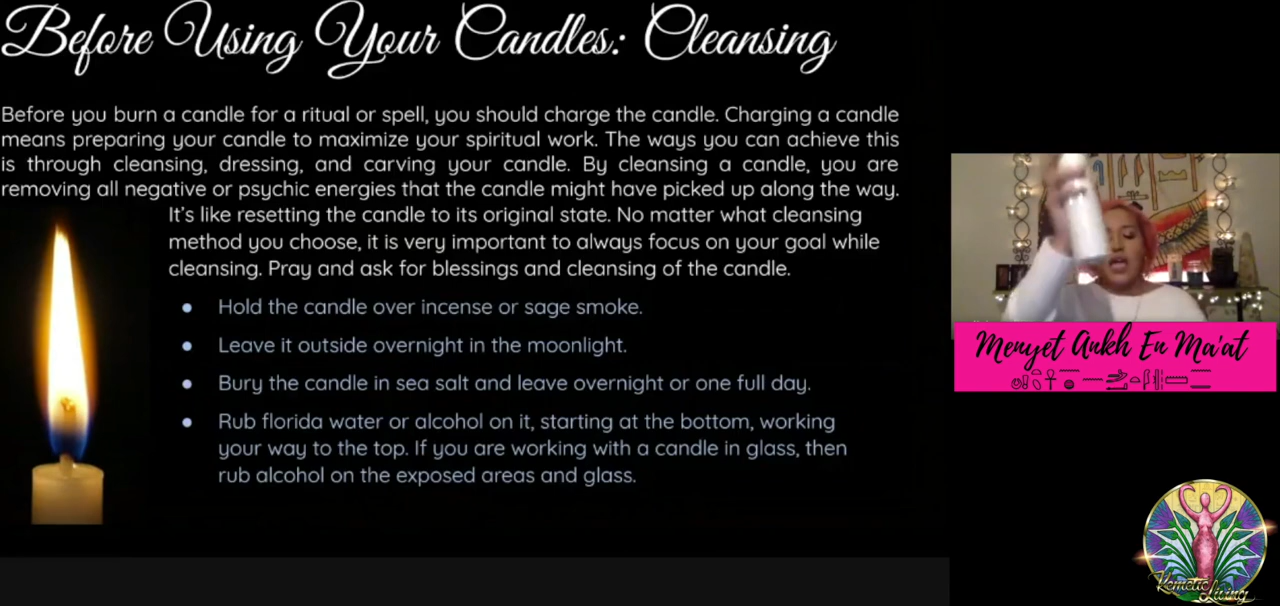 Before Using Your Candles: Cleansing
Before you burn a candle for a ritual or spell, you should charge the candle. Charging a candle
means preparing your candle to maximize your spiritual work. The ways you can achieve this
is through cleansing, dressing, and carving your candle. By cleansing a candle, you are
removing all negative or psychic energies that the candle might have picked up along the way.
It's like resetting the candle to its original state. No matter what cleansing
method you choose, it is very important to always focus on your goal while
cleansing. Pray and ask for blessings and cleansing of the candle.
● Hold the candle over incense or sage smoke.
● Leave it outside overnight in the moonlight.
● Bury the candle in sea salt and leave overnight or one full day.
● Rub florida water or alcohol on it, starting at the bottom, working
your way to the top. If you are working with a candle in glass, then
rub alcohol on the exposed areas and glass.
Menyet Ankh En Ma'at
Kemetic Living